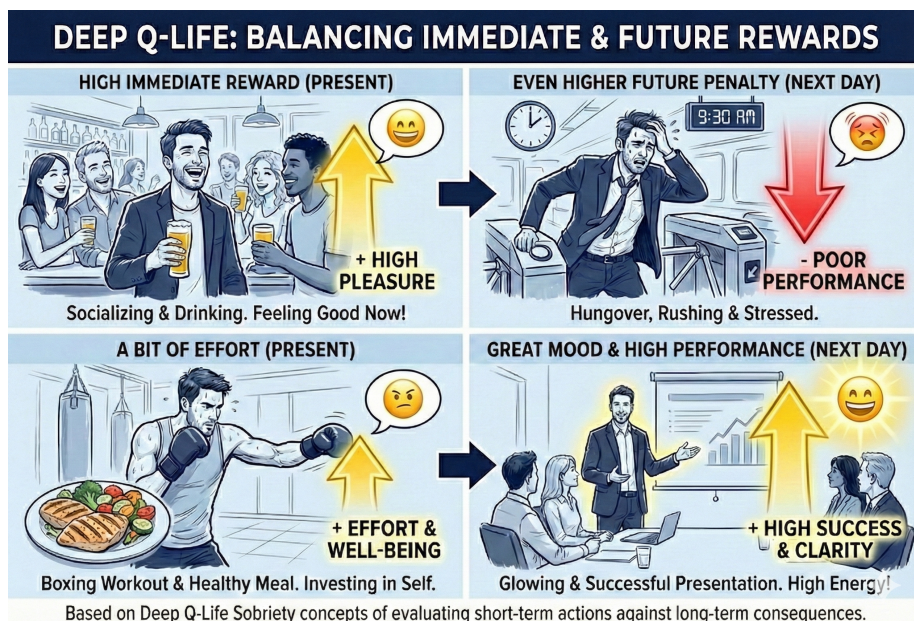 DEEP Q-LIFE: BALANCING IMMEDIATE & FUTURE REWARDS
HIGH IMMEDIATE REWARD (PRESENT)
+ HIGH
PLEASURE
Socializing & Drinking. Feeling Good Now!
EVEN HIGHER FUTURE PENALTY (NEXT DAY)
9:30 AM
- POOR
PERFORMANCE
Hungover, Rushing & Stressed.
A BIT OF EFFORT (PRESENT)
+ EFFORT &
WELL-BEING
Boxing Workout & Healthy Meal. Investing in Self.
GREAT MOOD & HIGH PERFORMANCE (NEXT DAY)
+ HIGH SUCCESS
& CLARITY
Glowing & Successful Presentation. High Energy!
Based on Deep Q-Life Sobriety concepts of evaluating short-term actions against long-term consequences.